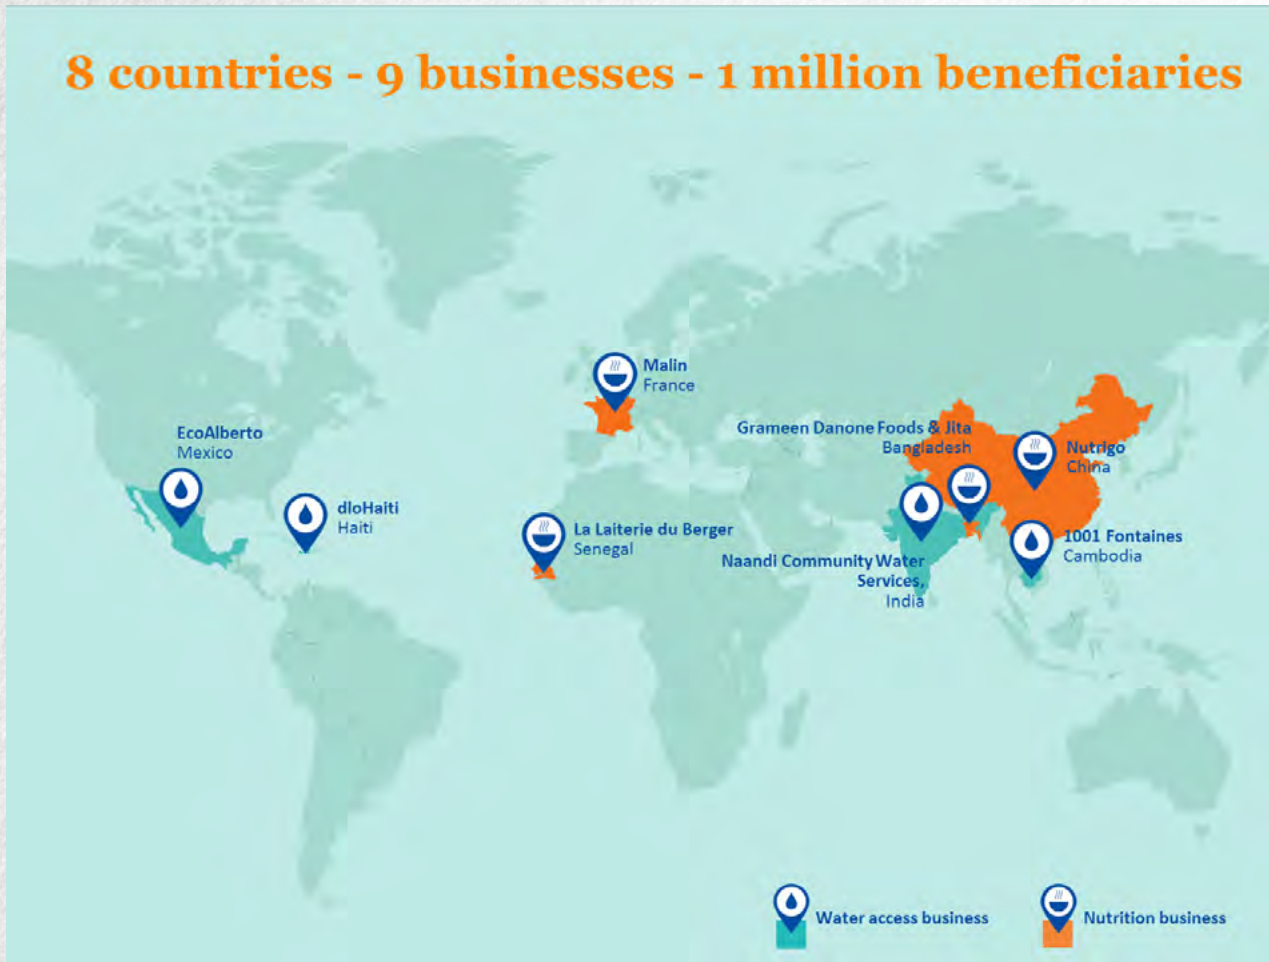 8 countries - 9 businesses - 1 million beneficiaries
Malin
France
EcoAlberto
Mexico
Grameen Danone Foods & Jita
Bangladesh
Nutrigo
China
dloHaiti
Haiti
La Laiterie du Berger
Senegal
1001 Fontaines
Cambodia
Naandi Community Water
Services,
India
Water access business
Nutrition business